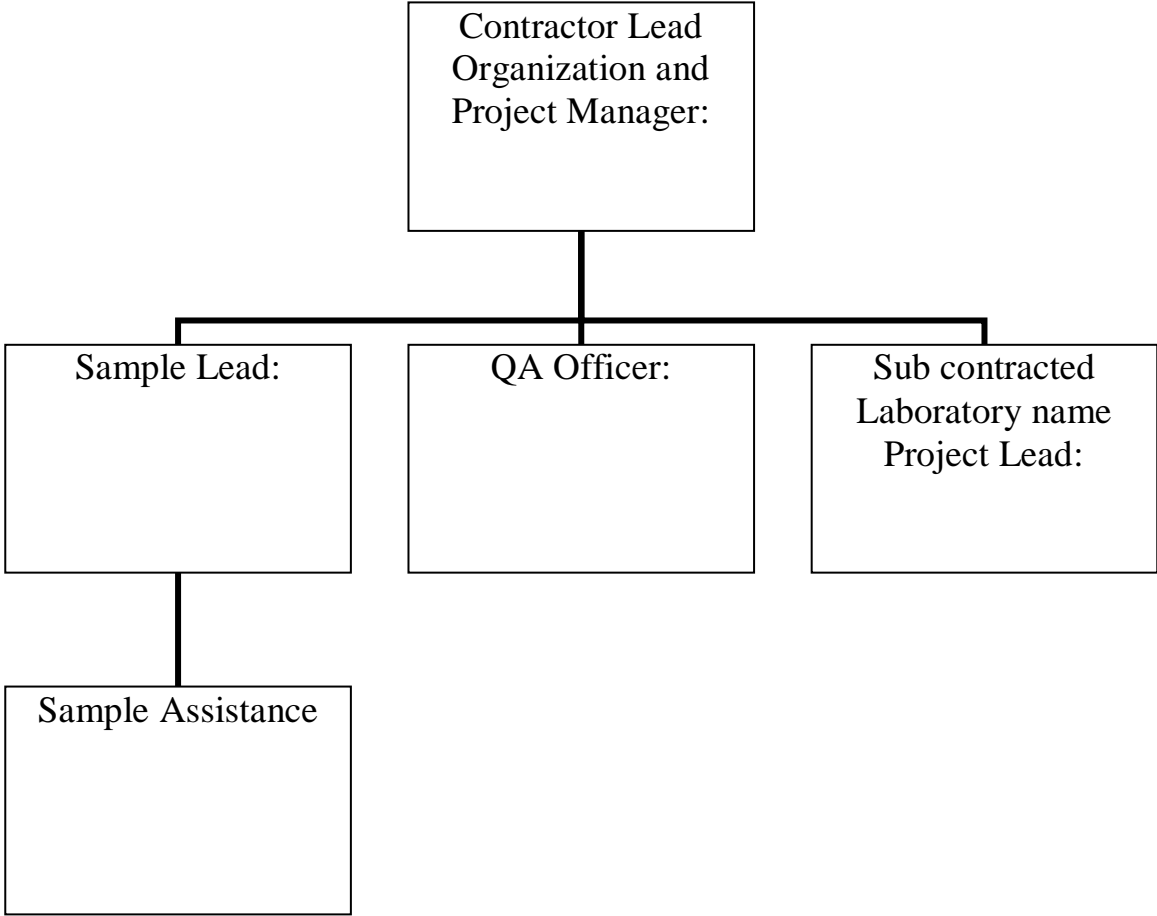 Contractor Lead
Organization and
Project Manager:
Sample Lead:
QA Officer:
Sub contracted
Laboratory name
Project Lead:
Sample Assistance